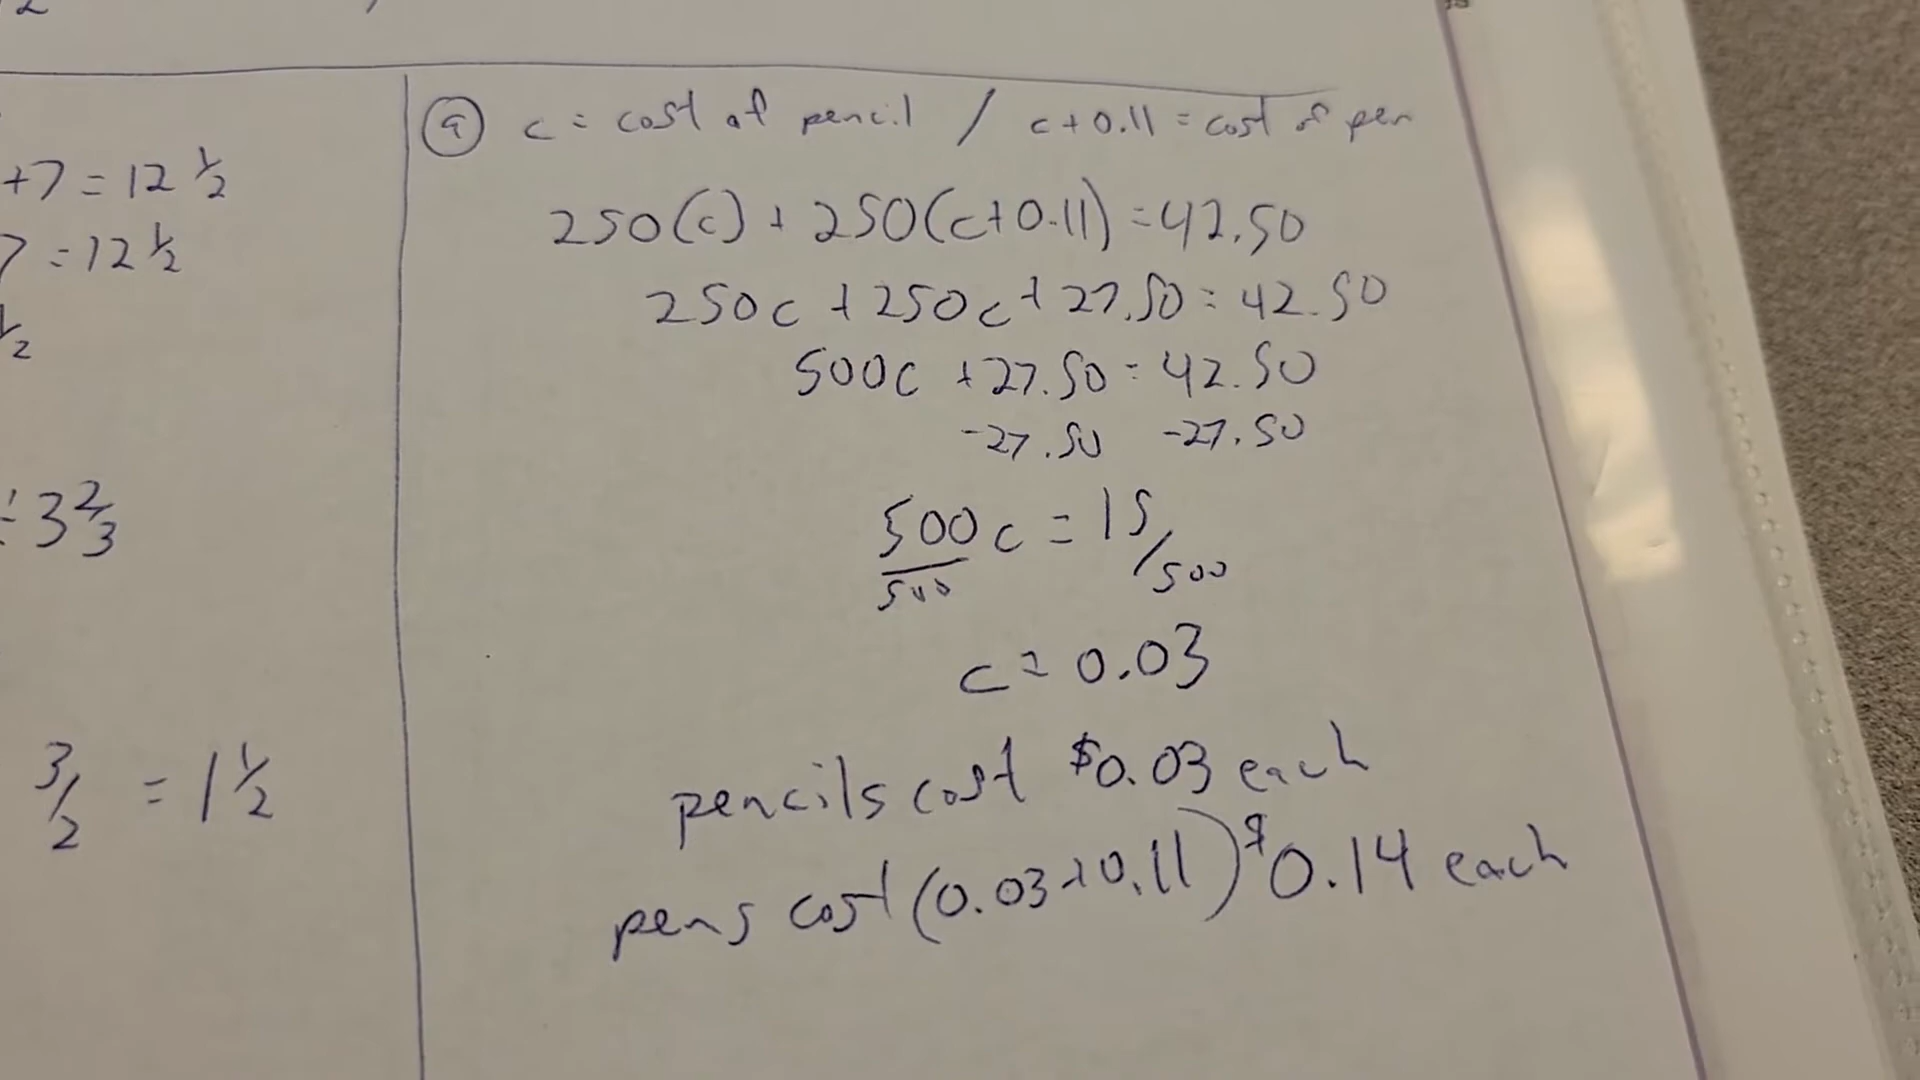 +7 = 12 1/2
7 = 12 1/2
1/2
÷ 3 2/3
3/2 = 1 1/2
9 c = cost of pencil / c+0.11 = cost of pen
250(c) + 250(c+0.11) = 42.50
250c + 250c + 27.50 = 42.50
500c + 27.50 = 42.50
-27.50 -27.50
500c = 15/500
500
c = 0.03
pencils cost $0.03 each
pens cost (0.03+0.11) $0.14 each